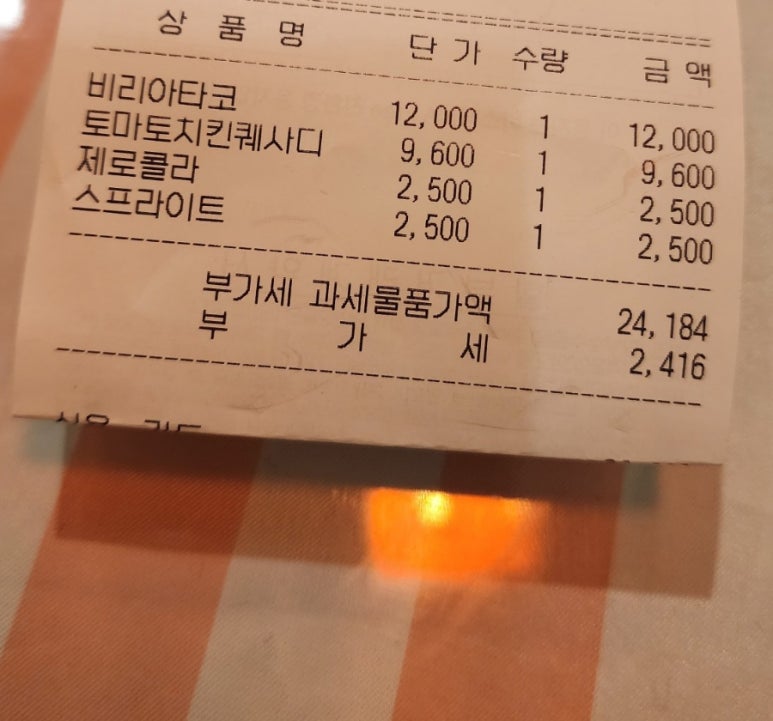 상 품 명 단 가 수량 금 액
비리아타코 12,000 1 12,000
토마토치킨퀘사디 9,600 1 9,600
제로콜라 2,500 1 2,500
스프라이트 2,500 1 2,500
부가세 과세물품가액 24,184
부 가 세 2,416